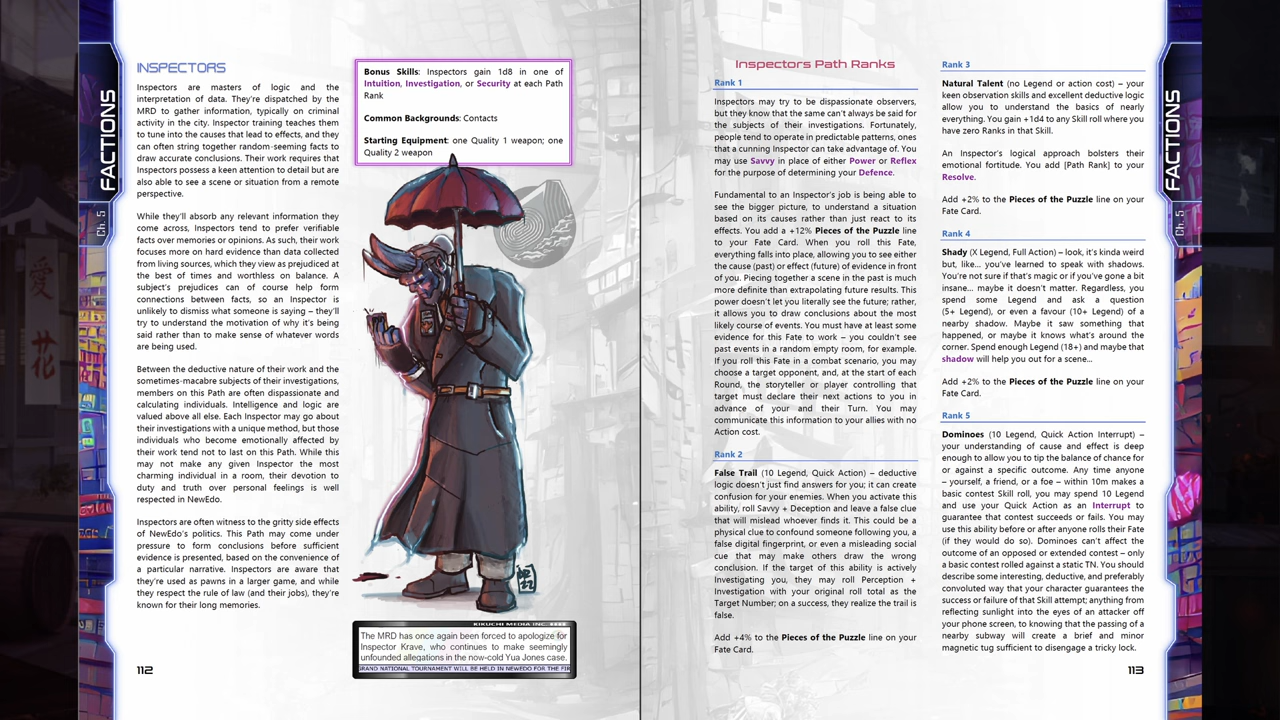 FACTIONS
Ch. 5
INSPECTORS
Inspectors are masters of logic and the
interpretation of data. They're dispatched by the
MRD to gather information, typically on criminal
activity in the city. Inspector training teaches them
to tune into the causes that lead to effects, and they
can often string together random-seeming facts to
draw accurate conclusions. Their work requires that
Inspectors possess a keen attention to detail but are
also able to see a scene or situation from a remote
perspective.
While they'll absorb any relevant information they
come across, Inspectors tend to prefer verifiable
facts over memories or opinions. As such, their work
focuses more on hard evidence than data collected
from living sources, which they view as prejudiced at
the best of times and worthless on balance. A
subject's prejudices can of course help form
connections between facts, so an Inspector is
unlikely to dismiss what someone is saying – they'll
try to understand the motivation of why it's being
said rather than to make sense of whatever words
are being used.
Between the deductive nature of their work and the
sometimes-macabre subjects of their investigations,
members on this Path are often dispassionate and
calculating individuals. Intelligence and logic are
valued above all else. Each Inspector may go about
their investigations with a unique method, but those
individuals who become emotionally affected by
their work tend not to last on this Path. While this
may not make any given Inspector the most
charming individual in a room, their devotion to
duty and truth over personal feelings is well
respected in NewEdo.
Inspectors are often witness to the gritty side effects
of NewEdo's politics. This Path may come under
pressure to form conclusions before sufficient
evidence is presented, based on the convenience of
a particular narrative. Inspectors are aware that
they're used as pawns in a larger game, and while
they respect the rule of law (and their jobs), they're
known for their long memories.
112
Bonus Skills: Inspectors gain 1d8 in one of
Intuition, Investigation, or Security at each Path
Rank
Common Backgrounds: Contacts
Starting Equipment: one Quality 1 weapon; one
Quality 2 weapon
KIKUCHI MEDIA INC.
The MRD has once again been forced to apologize for
Inspector Krave, who continues to make seemingly
unfounded allegations in the now-cold Yua Jones case.
GRAND NATIONAL TOURNAMENT WILL BE HELD IN NEWEDO FOR THE FIR
Inspectors Path Ranks
Rank 1
Inspectors may try to be dispassionate observers,
but they know that the same can't always be said for
the subjects of their investigations. Fortunately,
people tend to operate in predictable patterns, ones
that a cunning Inspector can take advantage of. You
may use Savvy in place of either Power or Reflex
for the purpose of determining your Defence.
Fundamental to an Inspector's job is being able to
see the bigger picture, to understand a situation
based on its causes rather than just react to its
effects. You add a +12% Pieces of the Puzzle line
to your Fate Card. When you roll this Fate,
everything falls into place, allowing you to see either
the cause (past) or effect (future) of evidence in front
of you. Piecing together a scene in the past is much
more definite than extrapolating future results. This
power doesn't let you literally see the future; rather,
it allows you to draw conclusions about the most
likely course of events. You must have at least some
evidence for this Fate to work – you couldn't see
past events in a random empty room, for example.
If you roll this Fate in a combat scenario, you may
choose a target opponent, and, at the start of each
Round, the storyteller or player controlling that
target must declare their next actions to you in
advance of your and their Turn. You may
communicate this information to your allies with no
Action cost.
Rank 2
False Trail (10 Legend, Quick Action) – deductive
logic doesn't just find answers for you; it can create
confusion for your enemies. When you activate this
ability, roll Savvy + Deception and leave a false clue
that will mislead whoever finds it. This could be a
physical clue to confound someone following you, a
false digital fingerprint, or even a misleading social
cue that may make others draw the wrong
conclusion. If the target of this ability is actively
Investigating you, they may roll Perception +
Investigation with your original roll total as the
Target Number; on a success, they realize the trail is
false.
Add +4% to the Pieces of the Puzzle line on your
Fate Card.
Rank 3
Natural Talent (no Legend or action cost) – your
keen observation skills and excellent deductive logic
allow you to understand the basics of nearly
everything. You gain +1d4 to any Skill roll where you
have zero Ranks in that Skill.
An Inspector's logical approach bolsters their
emotional fortitude. You add [Path Rank] to your
Resolve.
Add +2% to the Pieces of the Puzzle line on your
Fate Card.
Rank 4
Shady (X Legend, Full Action) – look, it's kinda weird
but, like... you've learned to speak with shadows.
You're not sure if that's magic or if you've gone a bit
insane... maybe it doesn't matter. Regardless, you
spend some Legend and ask a question
(5+ Legend), or even a favour (10+ Legend) of a
nearby shadow. Maybe it saw something that
happened, or maybe it knows what's around the
corner. Spend enough Legend (18+) and maybe that
shadow will help you out for a scene...
Add +2% to the Pieces of the Puzzle line on your
Fate Card.
Rank 5
Dominoes (10 Legend, Quick Action Interrupt) –
your understanding of cause and effect is deep
enough to allow you to tip the balance of chance for
or against a specific outcome. Any time anyone
– yourself, a friend, or a foe – within 10m makes a
basic contest Skill roll, you may spend 10 Legend
and use your Quick Action as an Interrupt to
guarantee that contest succeeds or fails. You may
use this ability before or after anyone rolls their Fate
(if they would do so). Dominoes can't affect the
outcome of an opposed or extended contest – only
a basic contest rolled against a static TN. You should
describe some interesting, deductive, and preferably
convoluted way that your character guarantees the
success or failure of that Skill attempt; anything from
reflecting sunlight into the eyes of an attacker off
your phone screen, to knowing that the passing of a
nearby subway will create a brief and minor
magnetic tug sufficient to disengage a tricky lock.
113
FACTIONS
Ch. 5
愛
花